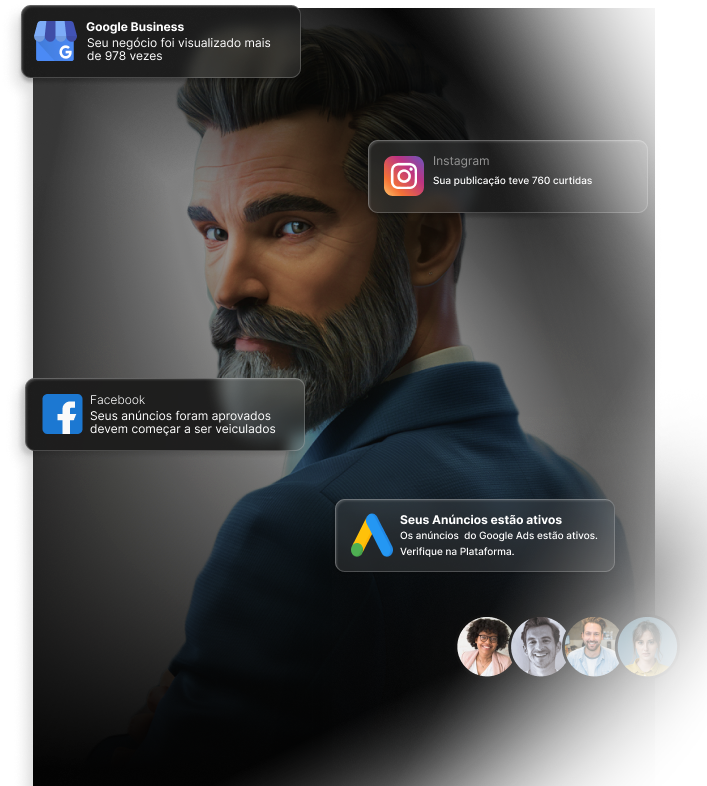 Google Business
Seu negócio foi visualizado mais
de 978 vezes
Instagram
Sua publicação teve 760 curtidas
Facebook
Seus anúncios foram aprovados
devem começar a ser veiculados
Seus Anúncios estão ativos
Os anúncios  do Google Ads estão ativos.
Verifique na Plataforma.